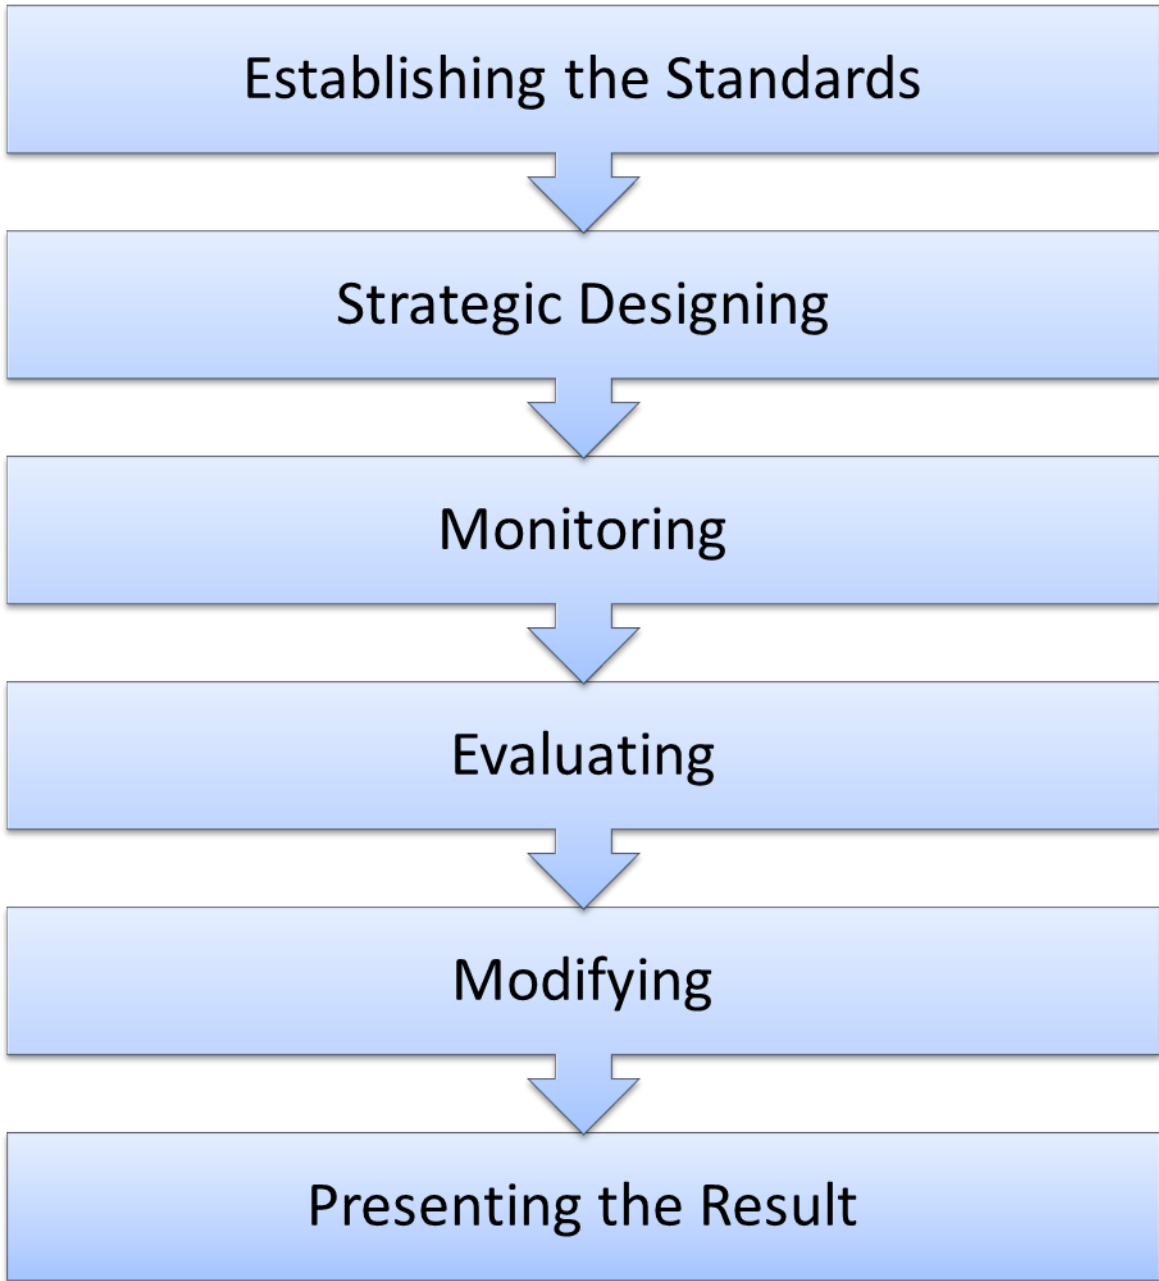 Establishing the Standards
Strategic Designing
Monitoring
Evaluating
Modifying
Presenting the Result